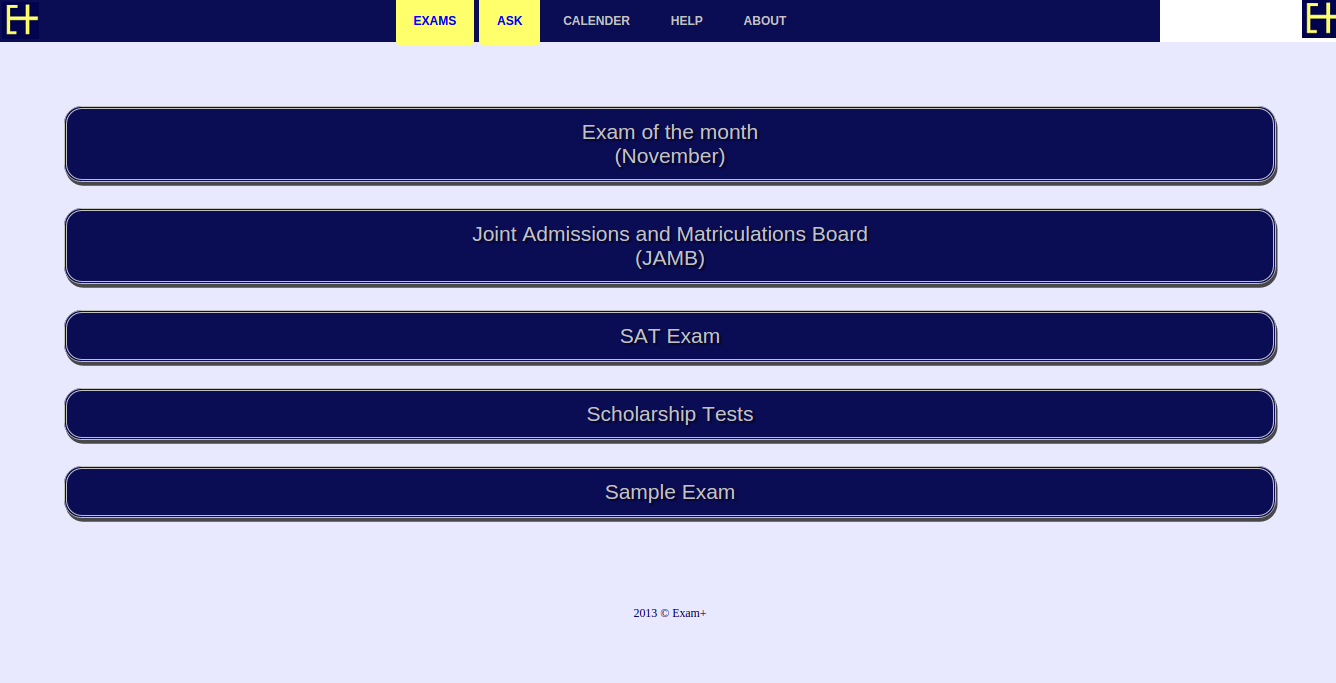 E+ EXAMS ASK CALENDER HELP ABOUT E+
Exam of the month
(November)
Joint Admissions and Matriculations Board
(JAMB)
SAT Exam
Scholarship Tests
Sample Exam
2013 © Exam+